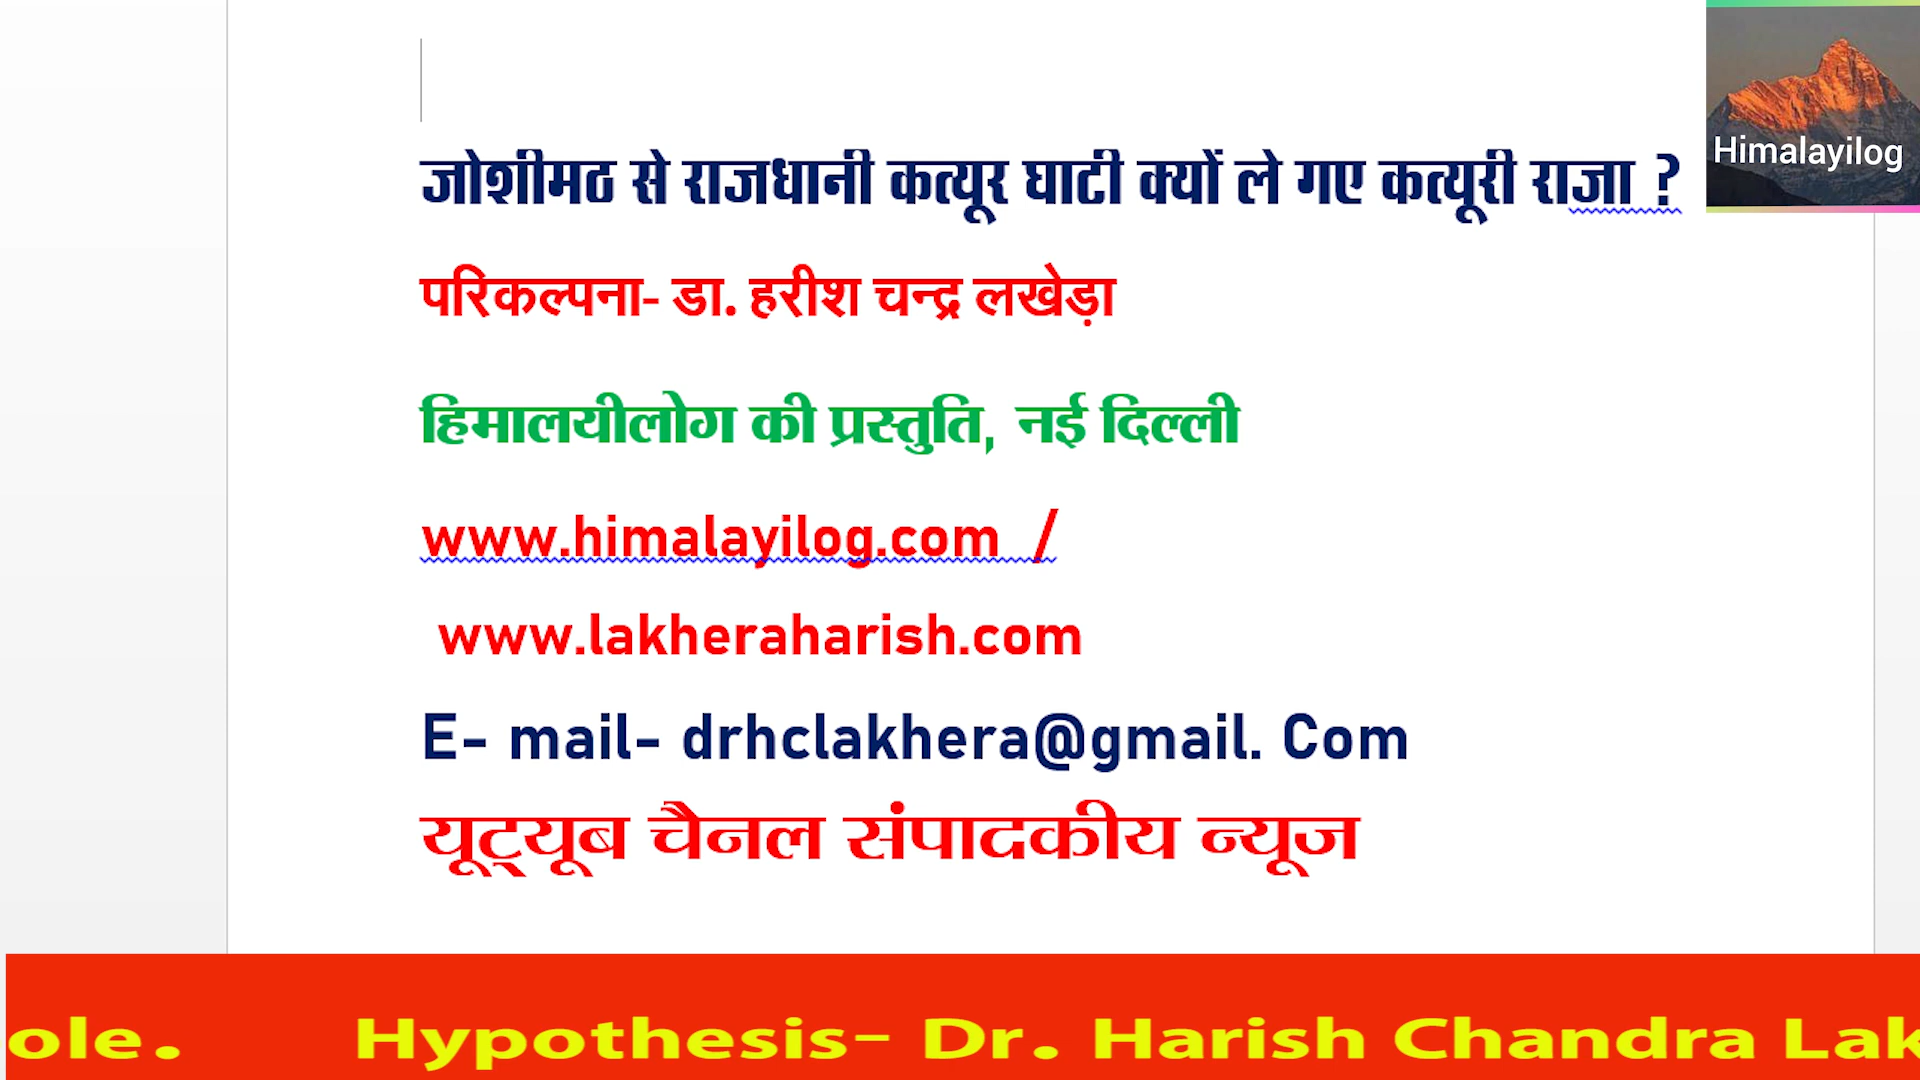 जोशीमठ से राजधानी कत्यूर घाटी क्यों ले गए कत्यूरी राजा ?
Himalayilog
परिकल्पना- डा. हरीश चन्द्र लखेड़ा
हिमालयीलोग की प्रस्तुति, नई दिल्ली
www.himalayilog.com /
www.lakheraharish.com
E- mail- drhclakhera@gmail. Com
यूट्यूब चैनल संपादकीय न्यूज
ole. Hypothesis- Dr. Harish Chandra Lak